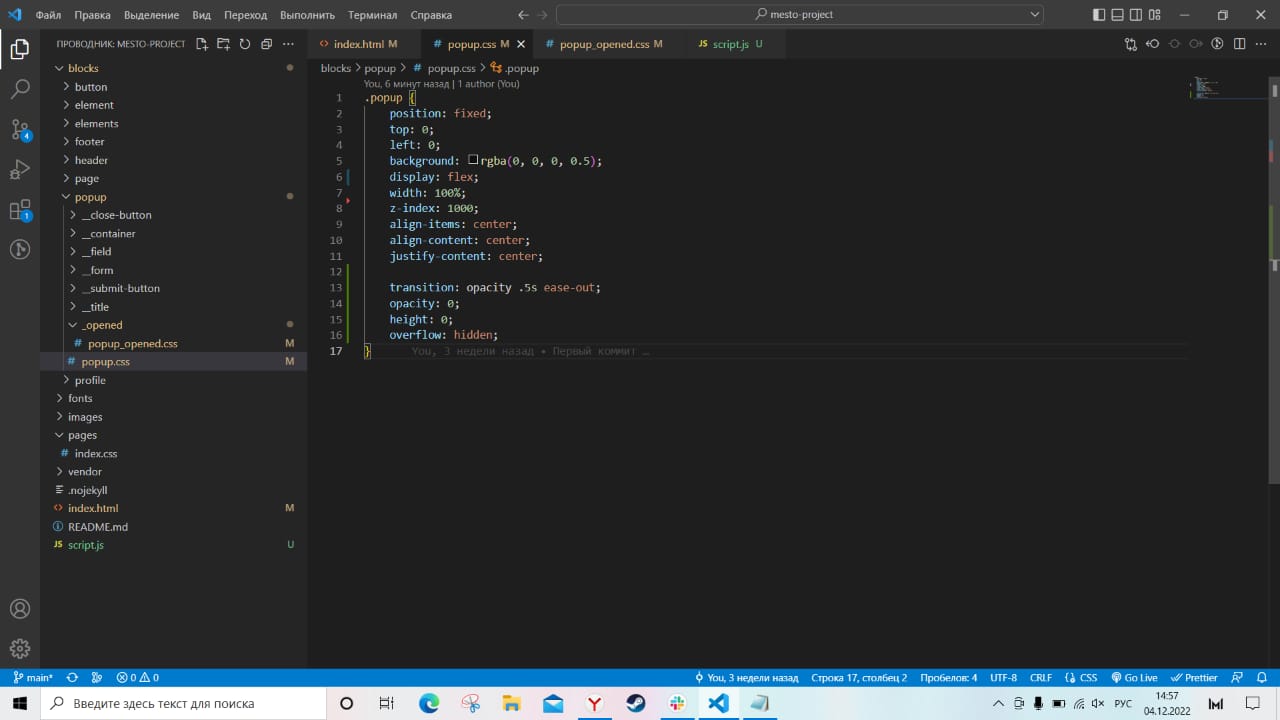 Файл Правка Выделение Вид Переход Выполнить Терминал Справка mesto-project
ПРОВОДНИК: MESTO-PROJECT
index.html M popup.css M popup_opened.css M JS script.js U
blocks > popup > # popup.css > .popup
blocks
button
element
elements
footer
header
page
popup
__close-button
__container
__field
__form
__submit-button
__title
_opened
# popup_opened.css M
# popup.css M
profile
fonts
images
pages
# index.css
vendor
.nojekyll
index.html M
README.md
JS script.js U
You, 6 минут назад | 1 author (You)
1 .popup {
2 position: fixed;
3 top: 0;
4 left: 0;
5 background: rgba(0, 0, 0, 0.5);
6 display: flex;
7 width: 100%;
8 z-index: 1000;
9 align-items: center;
10 align-content: center;
11 justify-content: center;
12
13 transition: opacity .5s ease-out;
14 opacity: 0;
15 height: 0;
16 overflow: hidden;
17 } You, 3 недели назад • Первый коммит …
4
1
main* 0 0 You, 3 недели назад Строка 17, столбец 2 Пробелов: 4 UTF-8 CRLF CSS Go Live Prettier
Введите здесь текст для поиска
РУС
14:57
04.12.2022